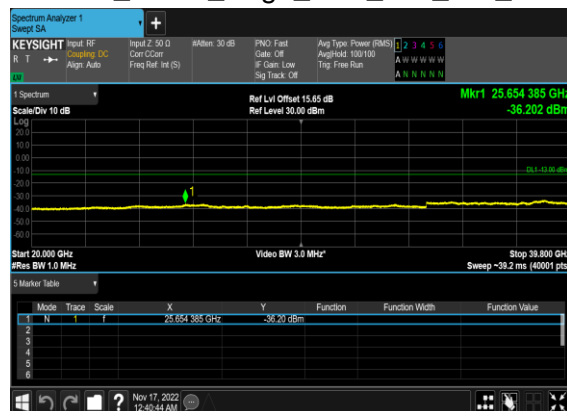 Spectrum Analyzer 1
Swept SA
KEYSIGHT
R T
Input: RF
Coupling: DC
Align: Auto
Input Z: 50 Ω
Corr CCorr
Freq Ref: Int (S)
#Atten: 30 dB
PNO: Fast
Gate: Off
IF Gain: Low
Sig Track: Off
Avg Type: Power (RMS)
Avg|Hold: 100/100
Trig: Free Run
1 2 3 4 5 6
A W W W W W
A N N N N N
1 Spectrum
Scale/Div 10 dB
Ref Lvl Offset 15.65 dB
Ref Level 30.00 dBm
Mkr1 25.654 385 GHz
-36.202 dBm
Log
20.0
10.0
0.00
-10.0
-20.0
-30.0
-40.0
-50.0
-60.0
DL1 -13.00 dBm
1
Start 20.000 GHz
#Res BW 1.0 MHz
Video BW 3.0 MHz*
Stop 39.800 GHz
Sweep ~39.2 ms (40001 pts)
5 Marker Table
Mode Trace Scale X Y Function Function Width Function Value
1 N 1 f 25.654 385 GHz -36.20 dBm
2
3
4
5
6
?
Nov 17, 2022
12:40:44 AM